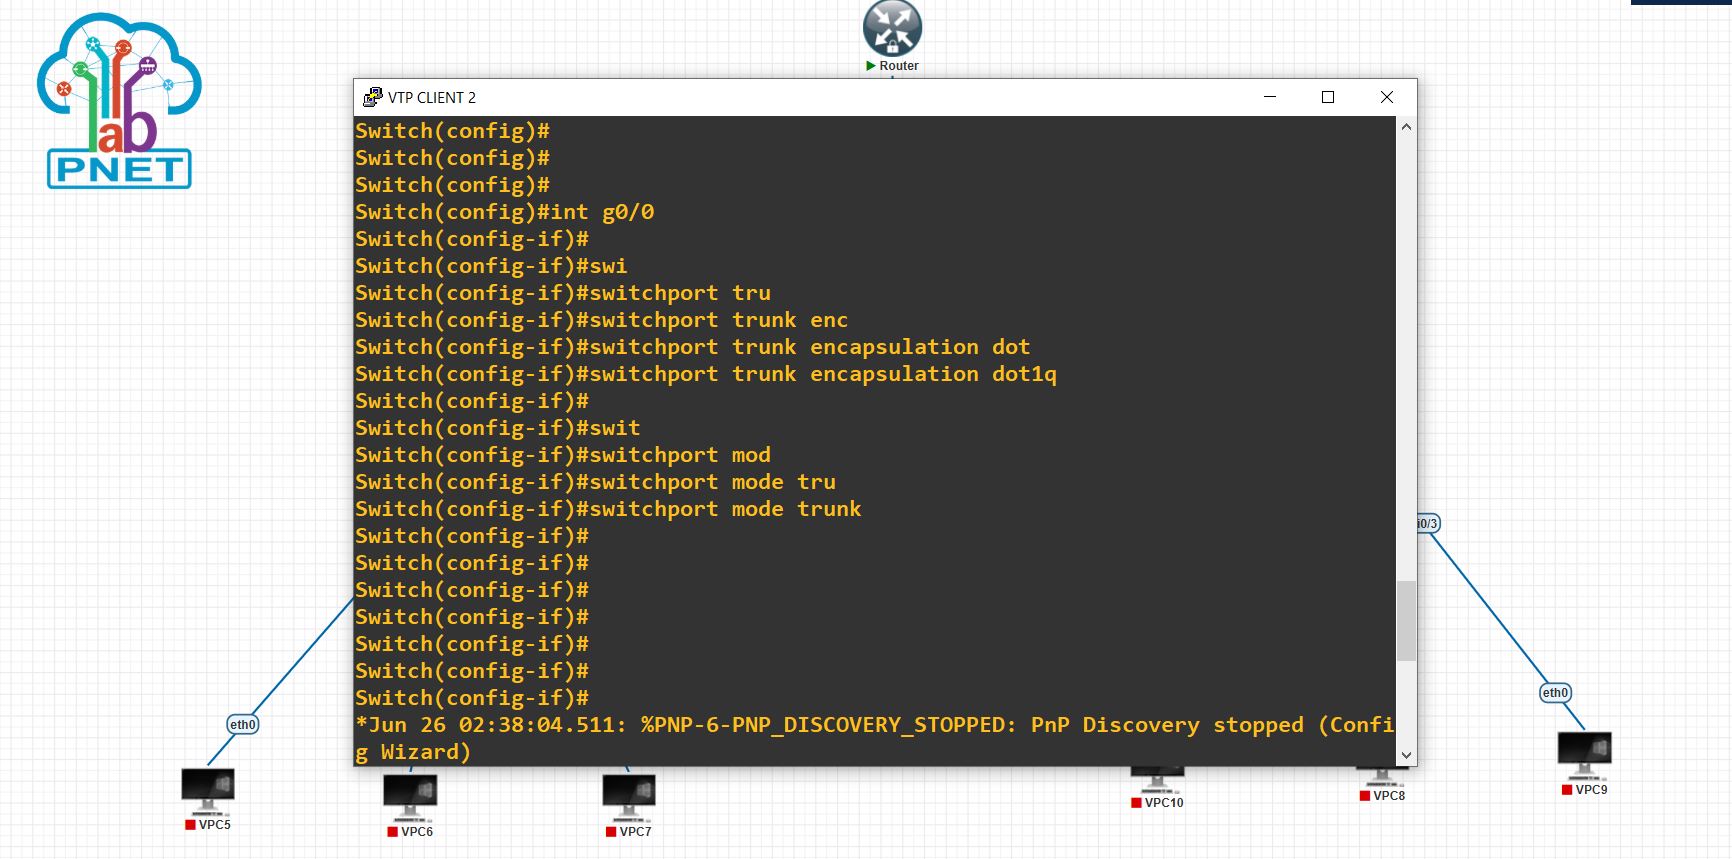 lab
PNET
Router
VTP CLIENT 2
Switch(config)#
Switch(config)#
Switch(config)#
Switch(config)#int g0/0
Switch(config-if)#
Switch(config-if)#swi
Switch(config-if)#switchport tru
Switch(config-if)#switchport trunk enc
Switch(config-if)#switchport trunk encapsulation dot
Switch(config-if)#switchport trunk encapsulation dot1q
Switch(config-if)#
Switch(config-if)#swit
Switch(config-if)#switchport mod
Switch(config-if)#switchport mode tru
Switch(config-if)#switchport mode trunk
Switch(config-if)#
Switch(config-if)#
Switch(config-if)#
Switch(config-if)#
Switch(config-if)#
Switch(config-if)#
Switch(config-if)#
*Jun 26 02:38:04.511: %PNP-6-PNP_DISCOVERY_STOPPED: PnP Discovery stopped (Confi
g Wizard)
i0/3
eth0
eth0
VPC5
VPC6
VPC7
VPC10
VPC8
VPC9